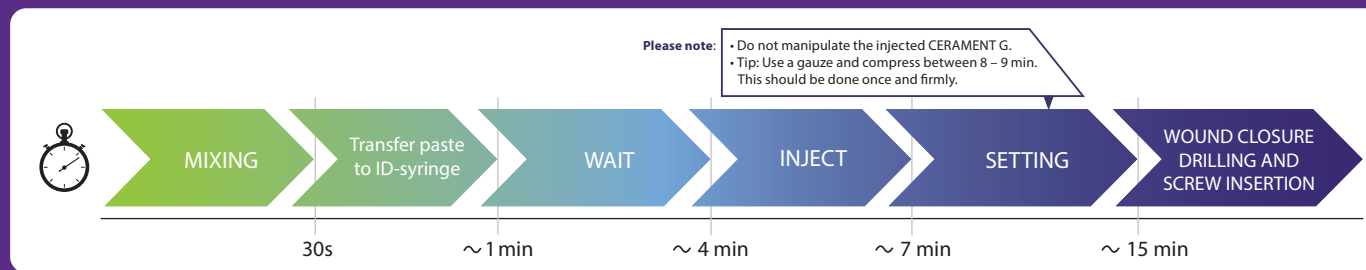 Please note:
• Do not manipulate the injected CERAMENT G.
• Tip: Use a gauze and compress between 8 – 9 min.
This should be done once and firmly.
MIXING
Transfer paste
to ID-syringe
WAIT
INJECT
SETTING
WOUND CLOSURE
DRILLING AND
SCREW INSERTION
30s
~ 1 min
~ 4 min
~ 7 min
~ 15 min